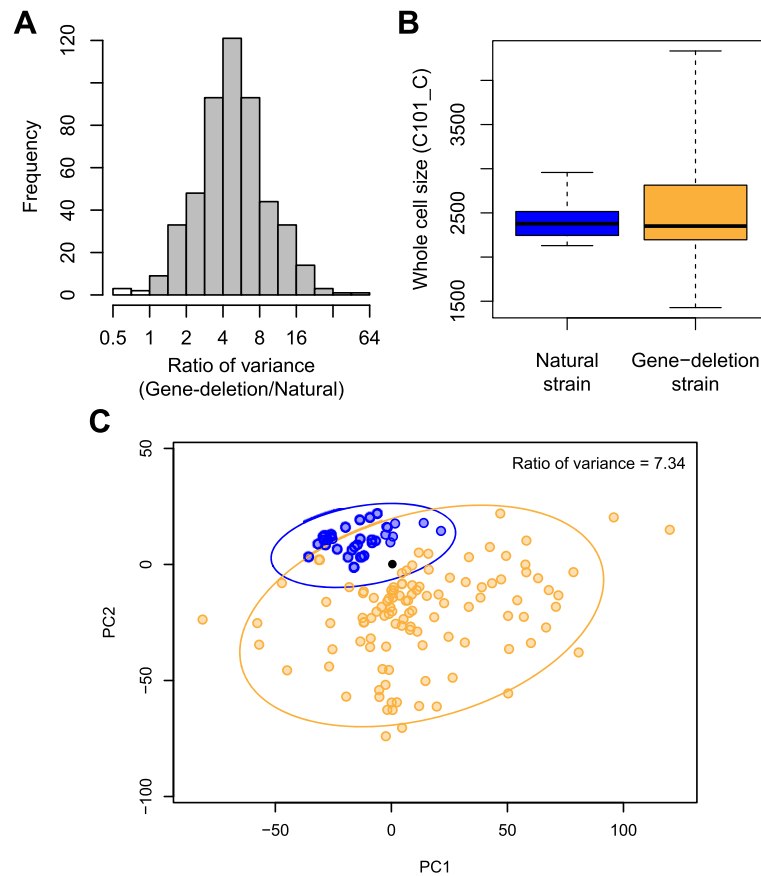 A
120
80
60
40
20
0
Frequency
0.5 1 2 4 8 16 64
Ratio of variance
(Gene-deletion/Natural)
B
3500
2500
1500
Whole cell size (C101_C)
Natural
strain
Gene−deletion
strain
C
Ratio of variance = 7.34
50
0
−50
−100
PC2
−50 0 50 100
PC1